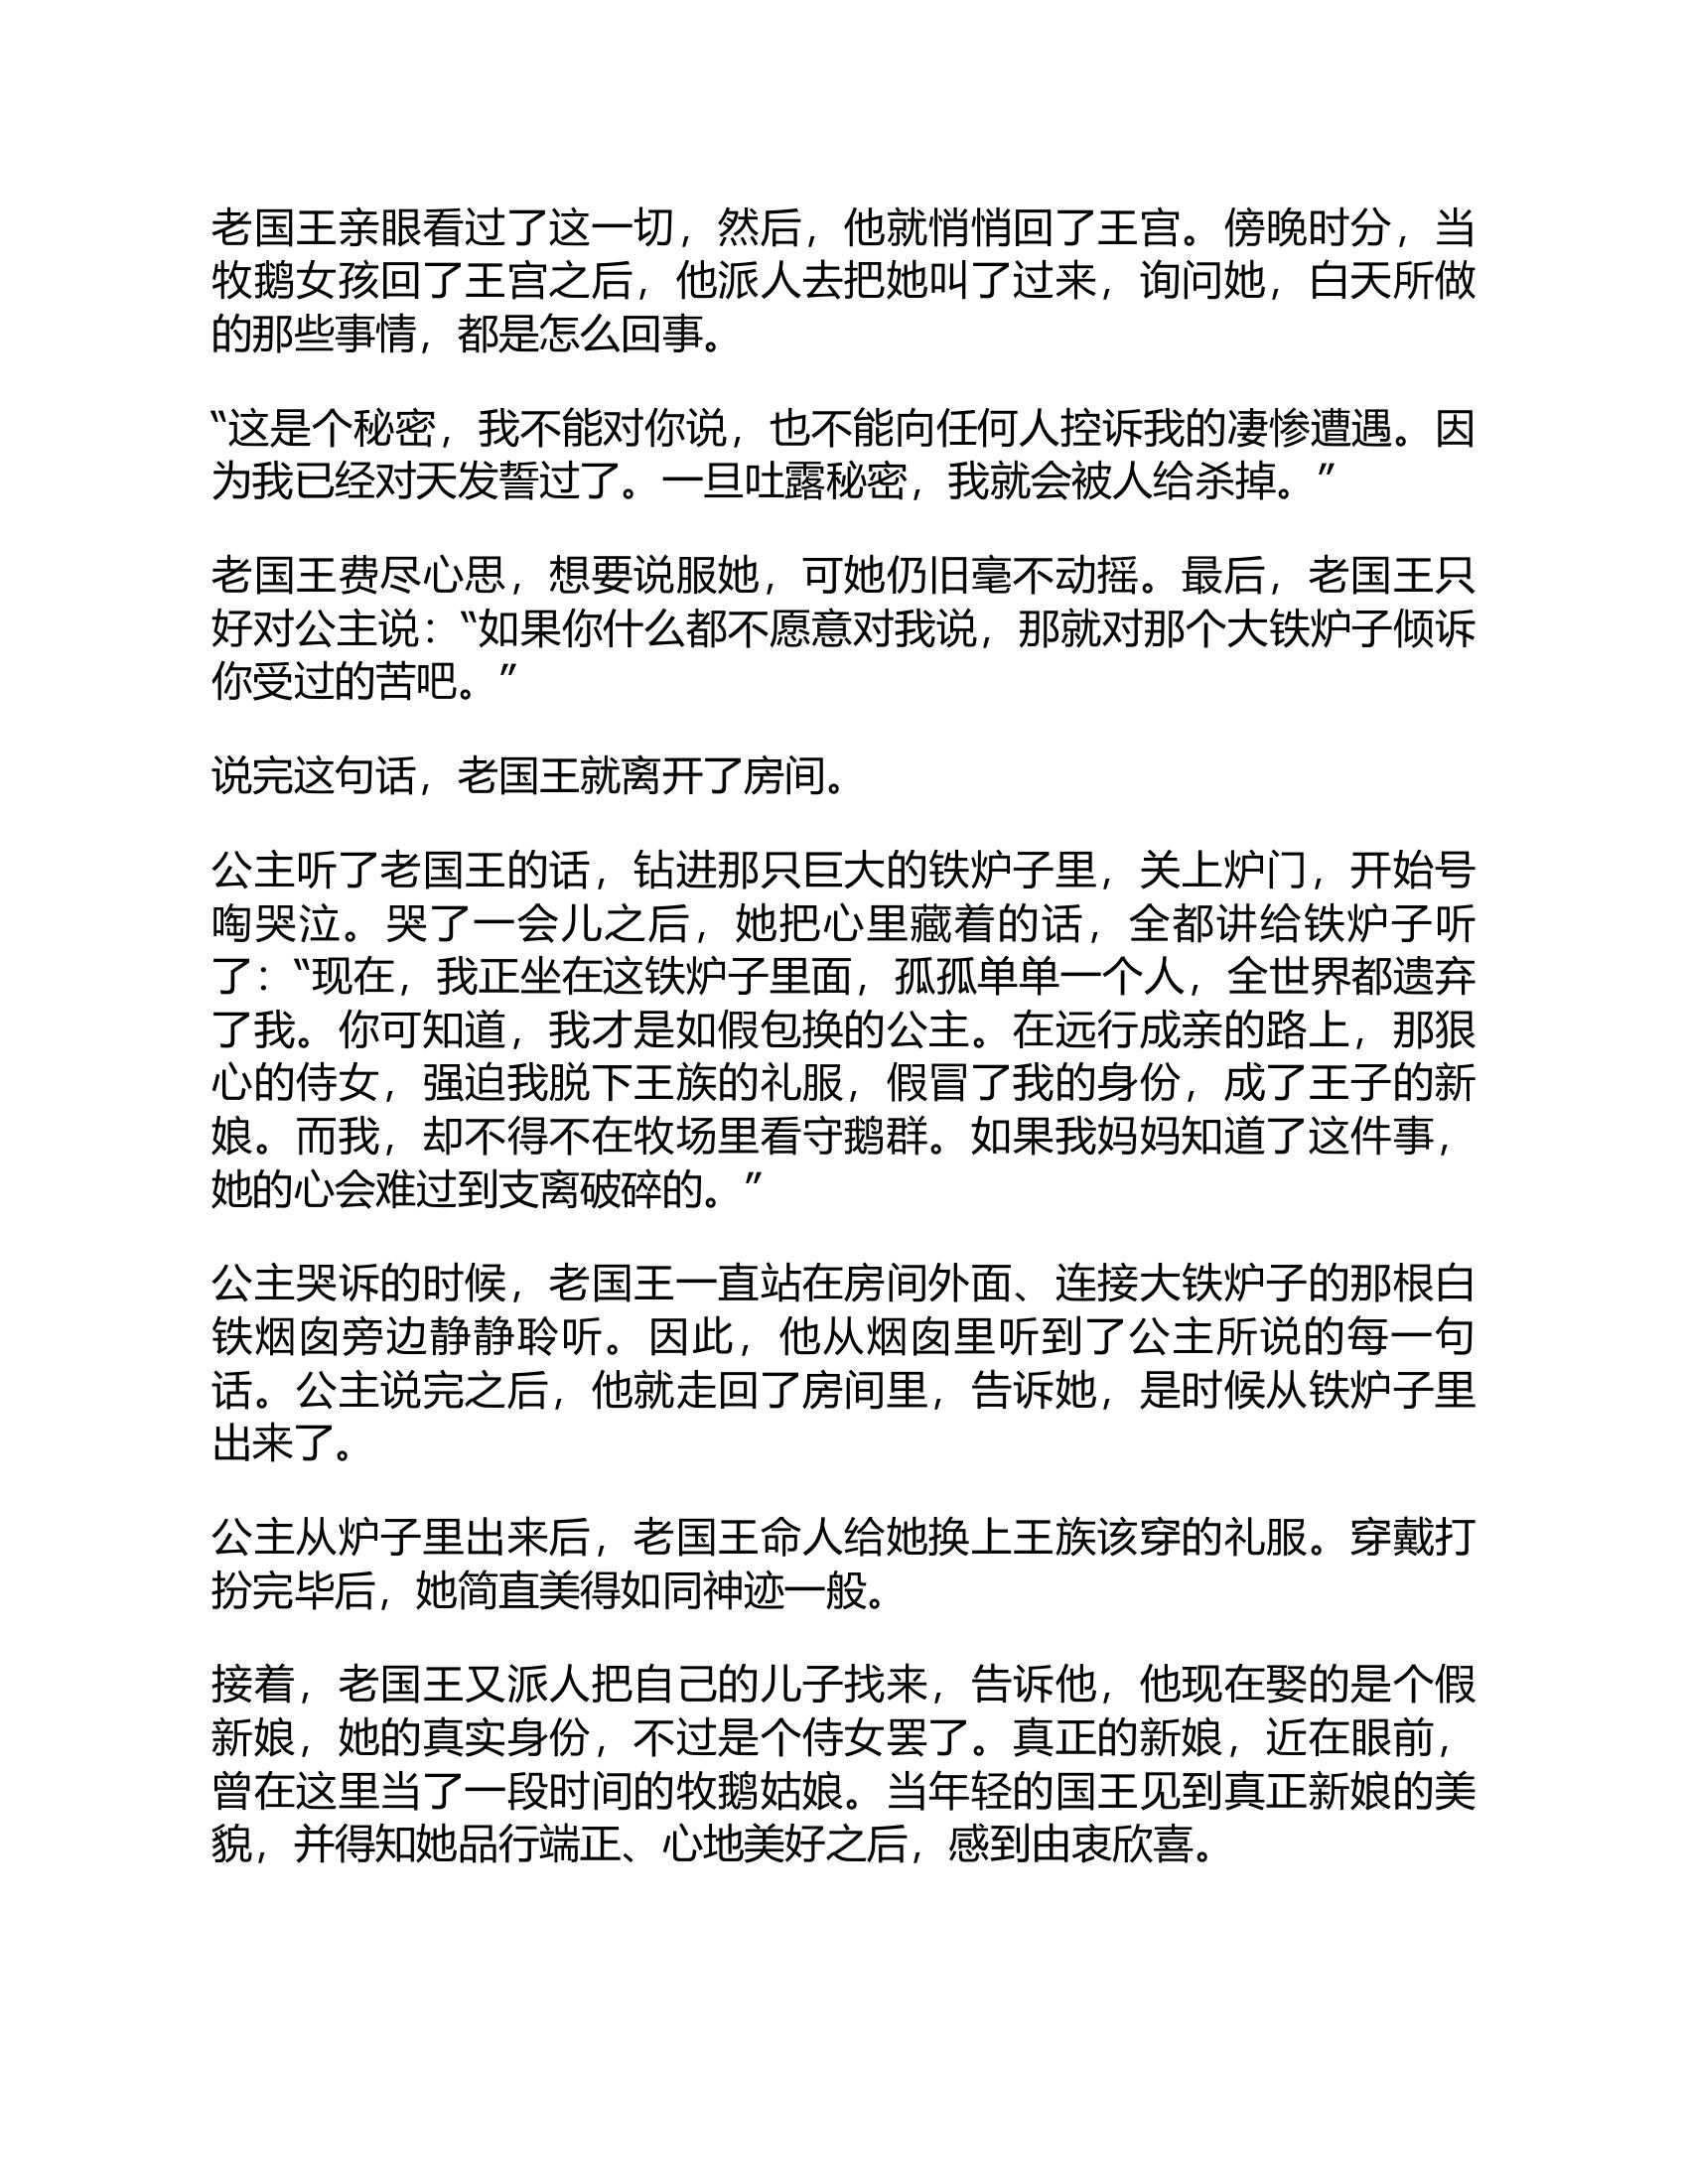 老国王亲眼看过了这一切，然后，他就悄悄回了王宫。傍晚时分，当
牧鹅女孩回了王宫之后，他派人去把她叫了过来，询问她，白天所做
的那些事情，都是怎么回事。
“这是个秘密，我不能对你说，也不能向任何人控诉我的凄惨遭遇。因
为我已经对天发誓过了。一旦吐露秘密，我就会被人给杀掉。”
老国王费尽心思，想要说服她，可她仍旧毫不动摇。最后，老国王只
好对公主说：“如果你什么都不愿意对我说，那就对那个大铁炉子倾诉
你受过的苦吧。”
说完这句话，老国王就离开了房间。
公主听了老国王的话，钻进那只巨大的铁炉子里，关上炉门，开始号
啕哭泣。哭了一会儿之后，她把心里藏着的话，全都讲给铁炉子听
了：“现在，我正坐在这铁炉子里面，孤孤单单一个人，全世界都遗弃
了我。你可知道，我才是如假包换的公主。在远行成亲的路上，那狠
心的侍女，强迫我脱下王族的礼服，假冒了我的身份，成了王子的新
娘。而我，却不得不在牧场里看守鹅群。如果我妈妈知道了这件事，
她的心会难过到支离破碎的。”
公主哭诉的时候，老国王一直站在房间外面、连接大铁炉子的那根白
铁烟囱旁边静静聆听。因此，他从烟囱里听到了公主所说的每一句
话。公主说完之后，他就走回了房间里，告诉她，是时候从铁炉子里
出来了。
公主从炉子里出来后，老国王命人给她换上王族该穿的礼服。穿戴打
扮完毕后，她简直美得如同神迹一般。
接着，老国王又派人把自己的儿子找来，告诉他，他现在娶的是个假
新娘，她的真实身份，不过是个侍女罢了。真正的新娘，近在眼前，
曾在这里当了一段时间的牧鹅姑娘。当年轻的国王见到真正新娘的美
貌，并得知她品行端正、心地美好之后，感到由衷欣喜。